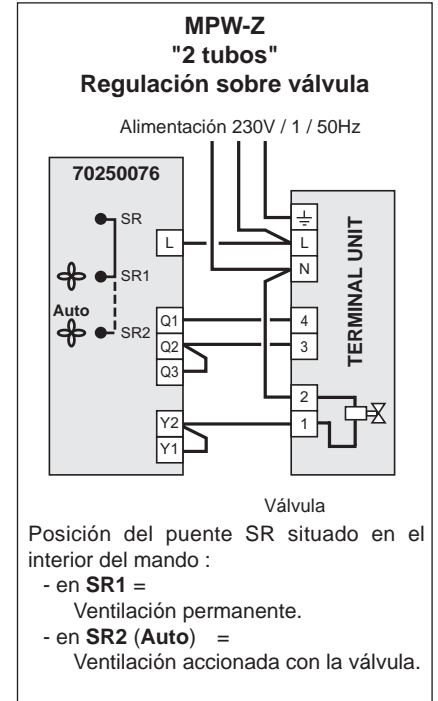 MPW-Z
"2 tubos"
Regulación sobre válvula
Alimentación 230V / 1 / 50Hz
70250076
SR
SR1
Auto
SR2
L
Q1
Q2
Q3
Y2
Y1
L
N
4
3
2
1
TERMINAL UNIT
Válvula
Posición del puente SR situado en el
interior del mando :
- en SR1 =
Ventilación permanente.
- en SR2 (Auto) =
Ventilación accionada con la válvula.